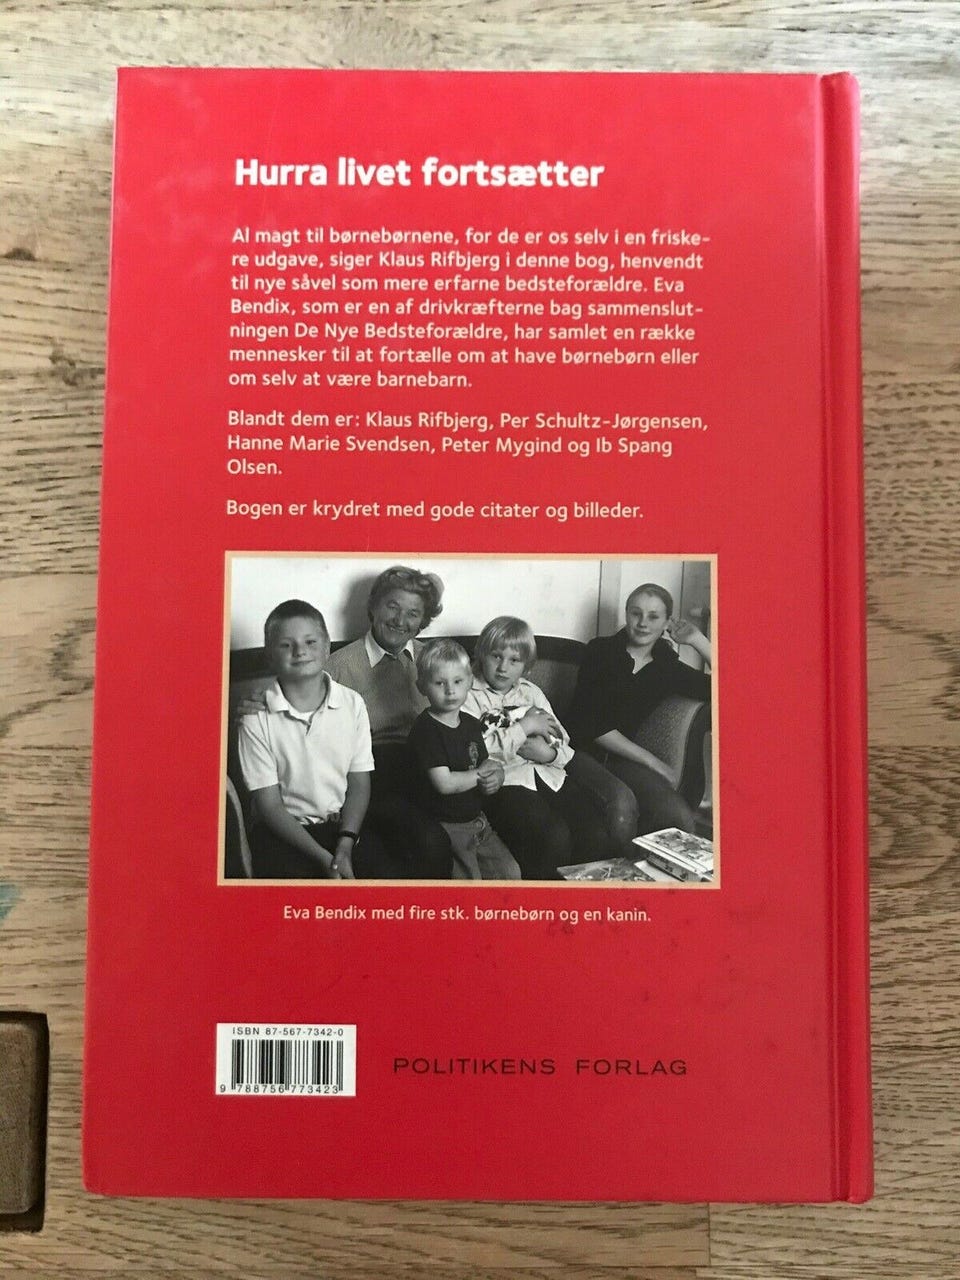 Hurra livet fortsætter
Al magt til børnebørnene, for de er os selv i en friske-
re udgave, siger Klaus Rifbjerg i denne bog, henvendt
til nye såvel som mere erfarne bedsteforældre. Eva
Bendix, som er en af drivkræfterne bag sammenslut-
ningen De Nye Bedsteforældre, har samlet en række
mennesker til at fortælle om at have børnebørn eller
om selv at være barnebarn.
Blandt dem er: Klaus Rifbjerg, Per Schultz-Jørgensen,
Hanne Marie Svendsen, Peter Mygind og Ib Spang
Olsen.
Bogen er krydret med gode citater og billeder.
Eva Bendix med fire stk. børnebørn og en kanin.
ISBN 87-567-7342-0
9 788756 773423
POLITIKENS FORLAG